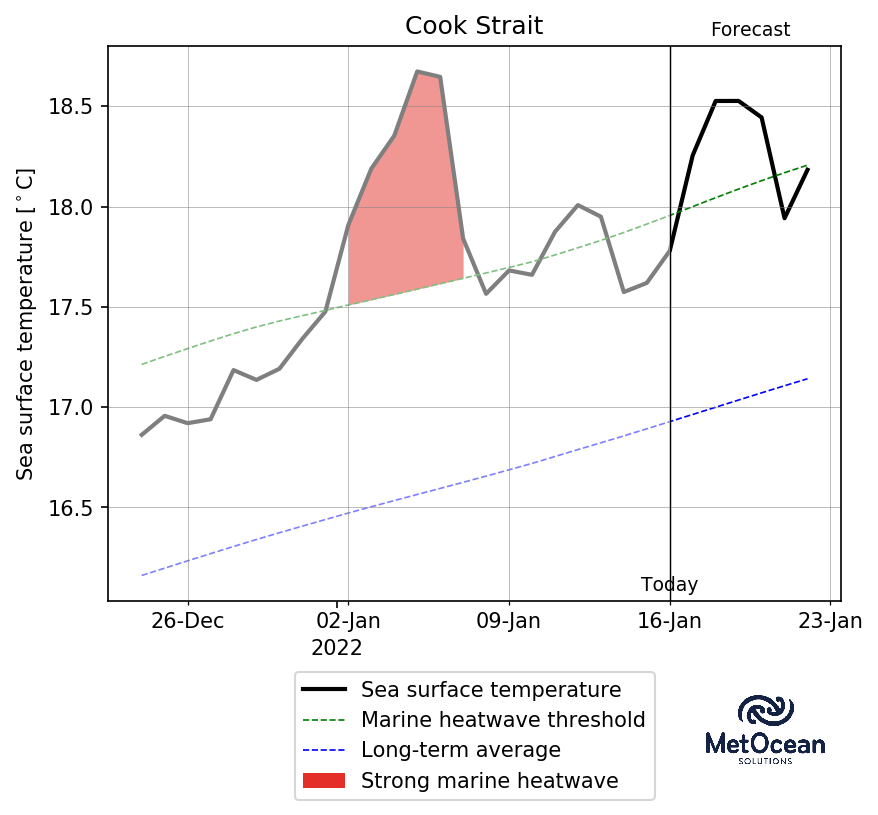 Cook Strait
Forecast
Sea surface temperature [°C]
18.5
18.0
17.5
17.0
16.5
Today
26-Dec
02-Jan
09-Jan
16-Jan
23-Jan
2022
Sea surface temperature
Marine heatwave threshold
Long-term average
Strong marine heatwave
MetOcean
SOLUTIONS